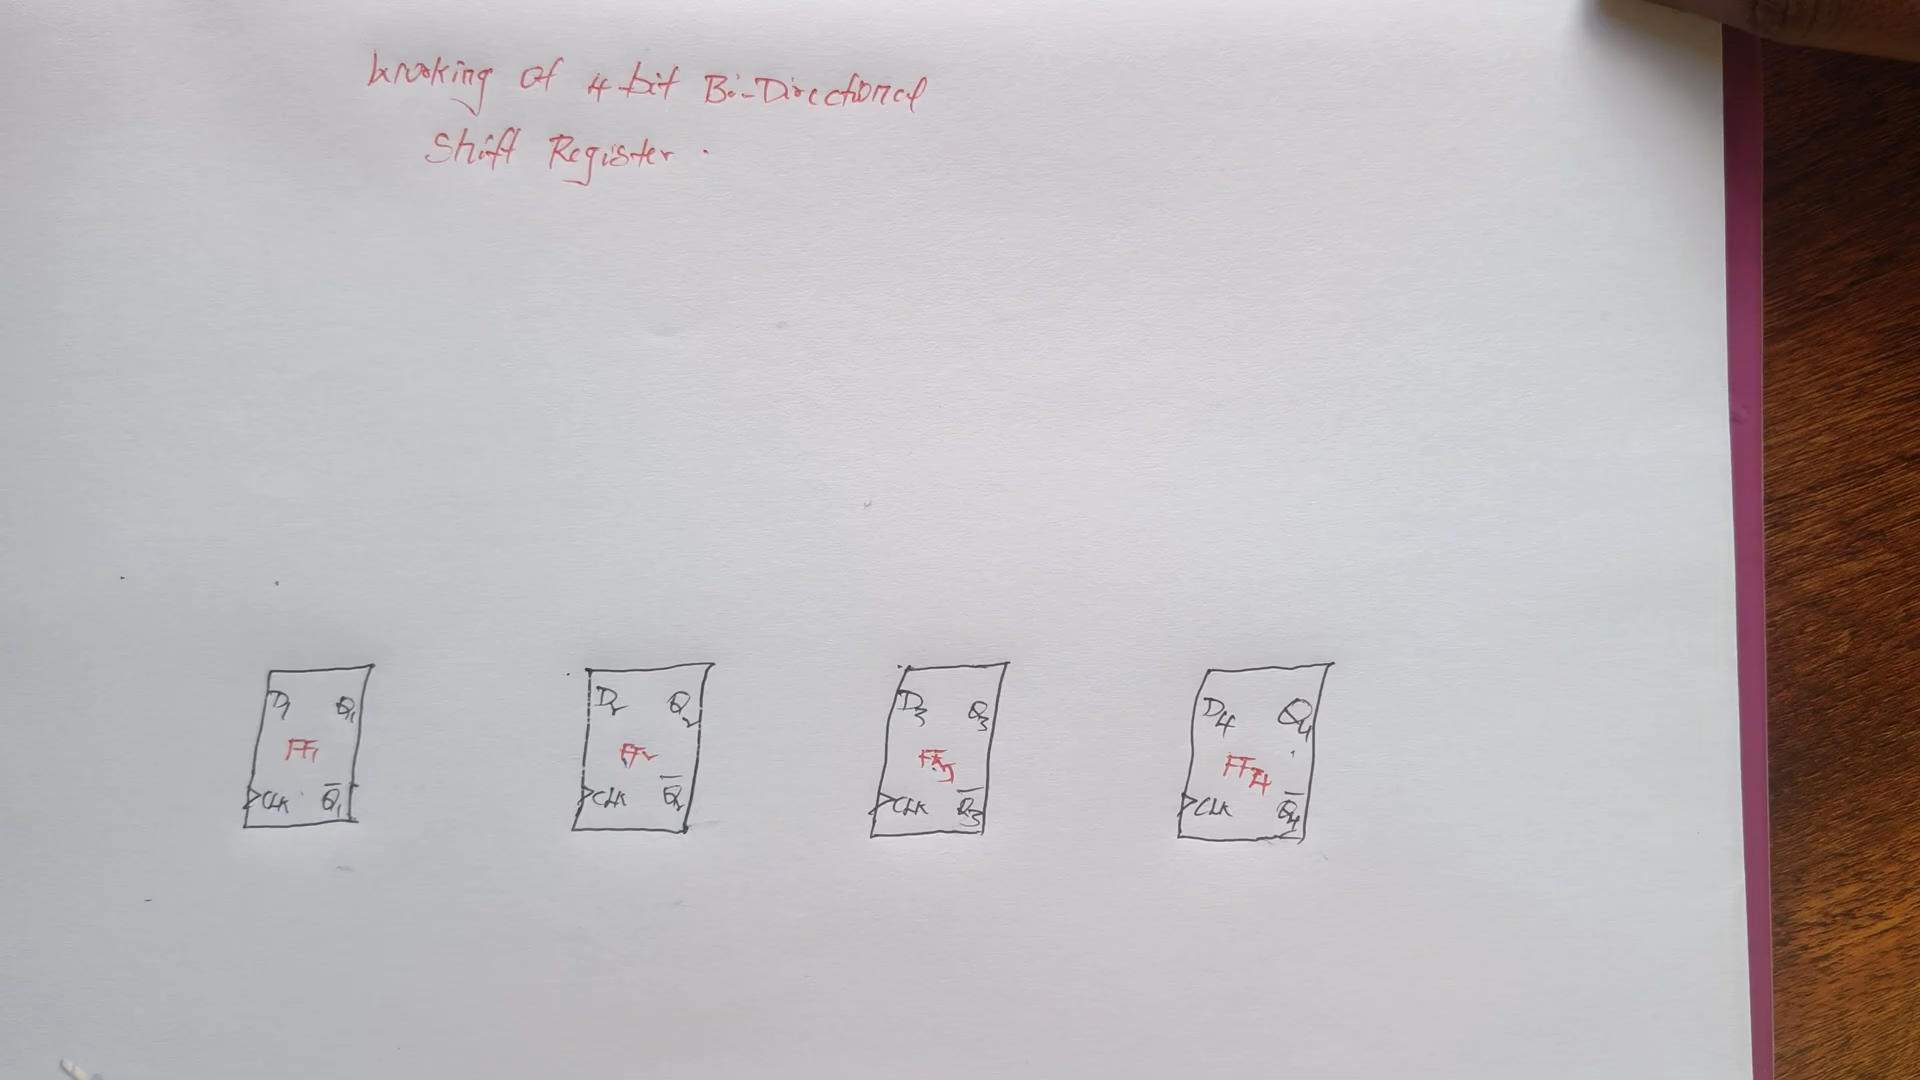 Working of 4-bit Bi-Directional
Shift Register.
D₁ Q₁
FF₁
CLK Q̅₁
D₂ Q₂
FF₂
CLK Q̅₂
D₃ Q₃
FF₃
CLK Q̅₃
D₄ Q₄
FF₄
CLK Q̅₄